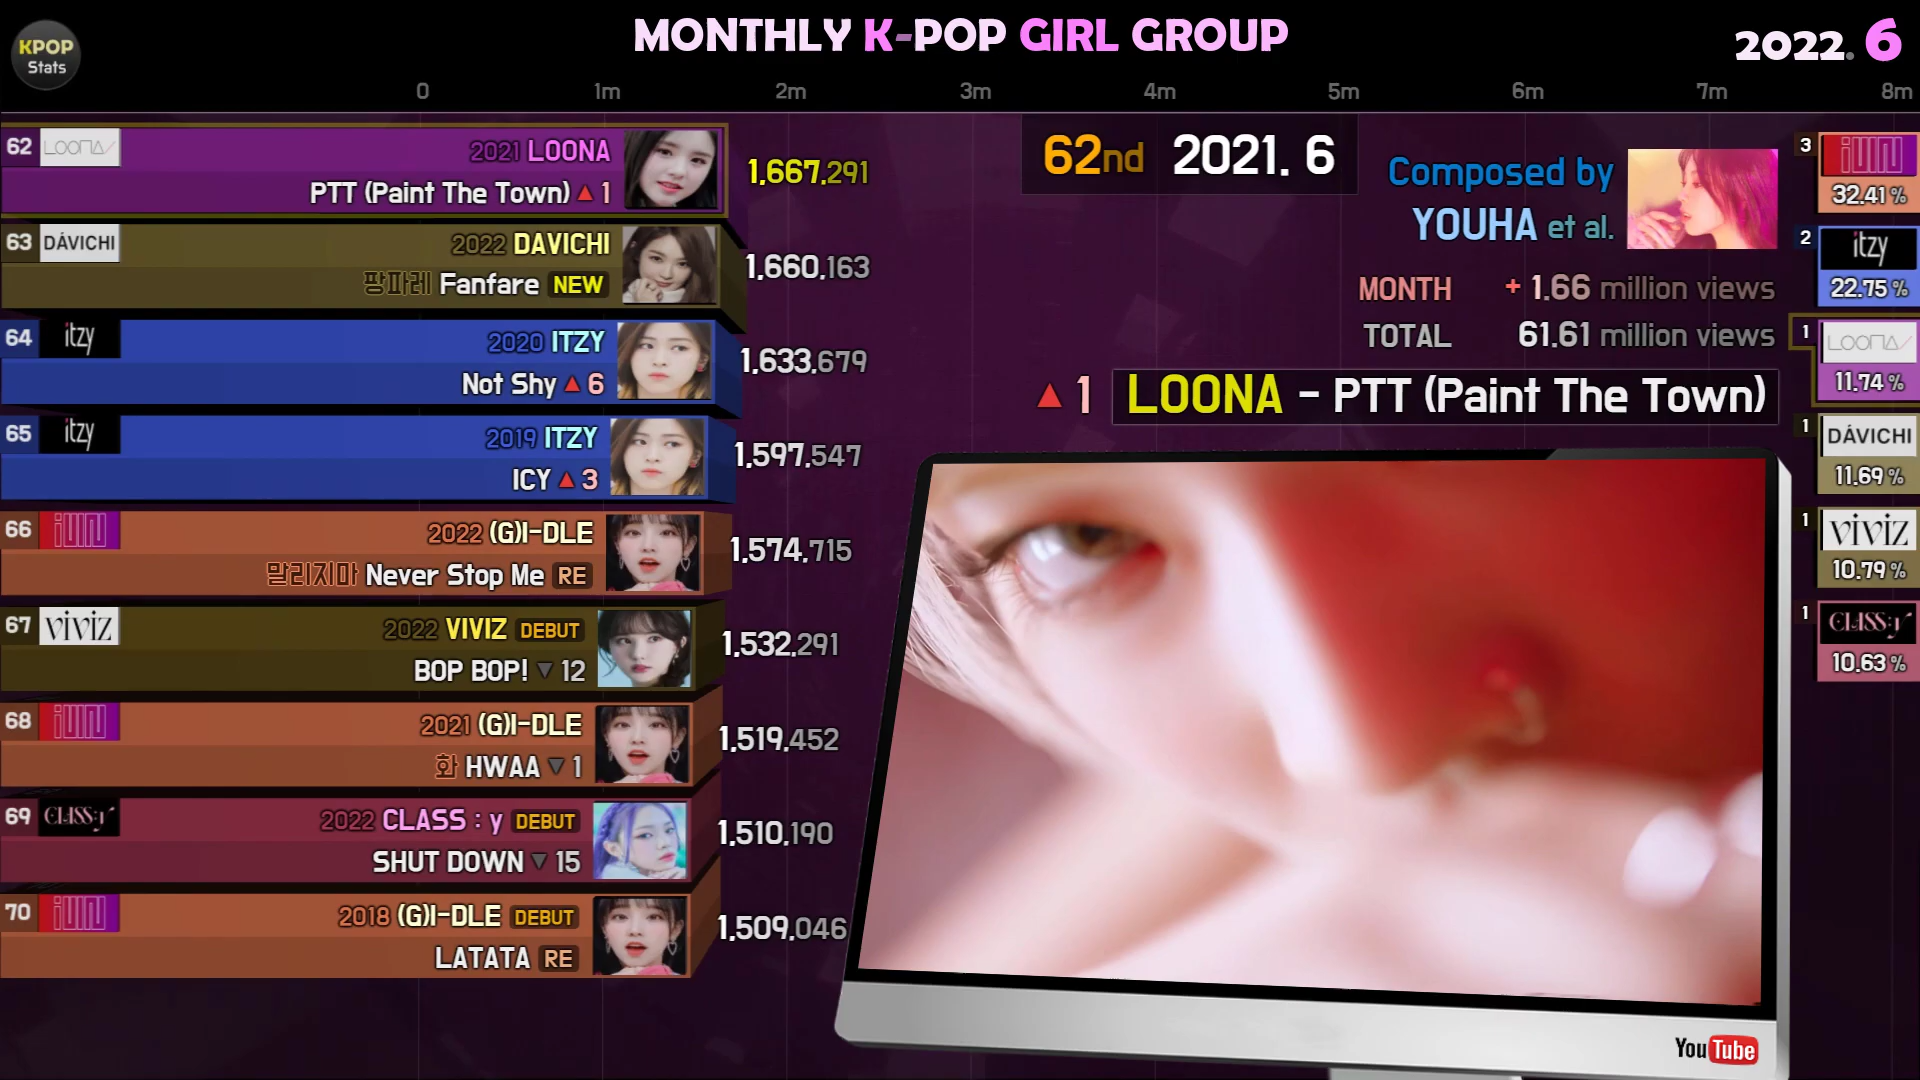 KPOP
Stats
MONTHLY K-POP GIRL GROUP
2022. 6
0 1m 2m 3m 4m 5m 6m 7m 8m
62 LOONA 2021 LOONA
PTT (Paint The Town) ▲ 1
1,667,291
63 DAVICHI 2022 DAVICHI
팡파레 Fanfare NEW
1,660,163
64 itzy 2020 ITZY
Not Shy ▲ 6
1,633,679
65 itzy 2019 ITZY
ICY ▲ 3
1,597,547
66 2022 (G)I-DLE
말리지마 Never Stop Me RE
1,574,715
67 VIVIZ 2022 VIVIZ DEBUT
BOP BOP! ▼ 12
1,532,291
68 2021 (G)I-DLE
화 HWAA ▼ 1
1,519,452
69 CLASS:y 2022 CLASS : y DEBUT
SHUT DOWN ▼ 15
1,510,190
70 2018 (G)I-DLE DEBUT
LATATA RE
1,509,046
62nd 2021. 6
Composed by
YOUHA et al.
MONTH + 1.66 million views
TOTAL 61.61 million views
▲ 1 LOONA - PTT (Paint The Town)
YouTube
3
32.41 %
2 itzy
22.75 %
1 LOONA
11.74 %
1 DAVICHI
11.69 %
1 VIVIZ
10.79 %
1 CLASS:y
10.63 %